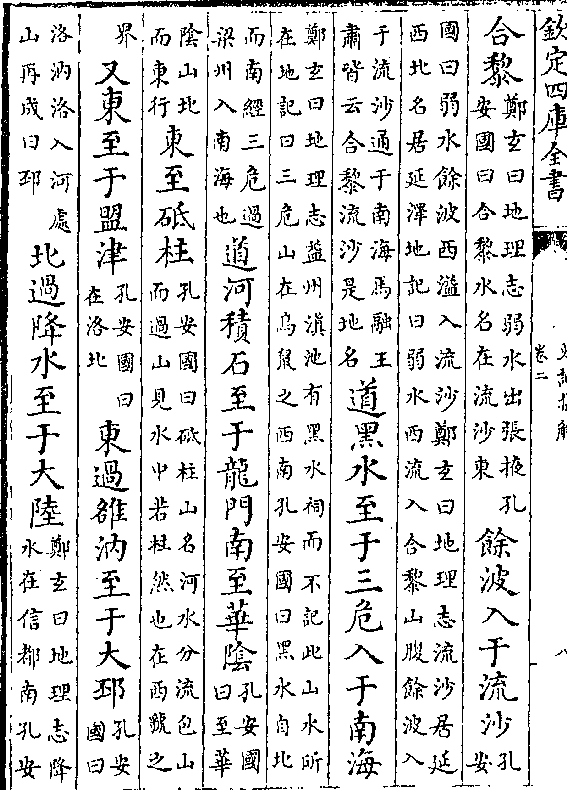 欽定四庫全書
史記集解
卷二
八
合黎
鄭玄曰地理志弱水出張掖孔
安國曰合黎水名在流沙東
餘波入于流沙
孔
安
國曰弱水餘波西溢入流沙鄭玄曰地理志流沙居延
西北名居延澤地記曰弱水西流入合黎山腹餘波入
于流沙通于南海馬融王
肅皆云合黎流沙是地名
道黑水至于三危入于南海
鄭玄曰地理志益州滇池有黑水祠而不記此山水所
在地記曰三危山在鳥鼠之西南孔安國曰黑水自北
而南經三危過
梁州入南海也
道河積石至于龍門南至華陰
孔安國
曰至華
陰山北
而東行
東至砥柱
孔安國曰砥柱山名河水分流包山
而過山見水中若柱然也在西虢之
界
又東至于盟津
孔安國曰
在洛北
東過雒汭至于大邳
孔安
國曰
洛汭洛入河處
山再成曰邳
北過降水至于大陸
鄭玄曰地理志降
水在信都南孔安